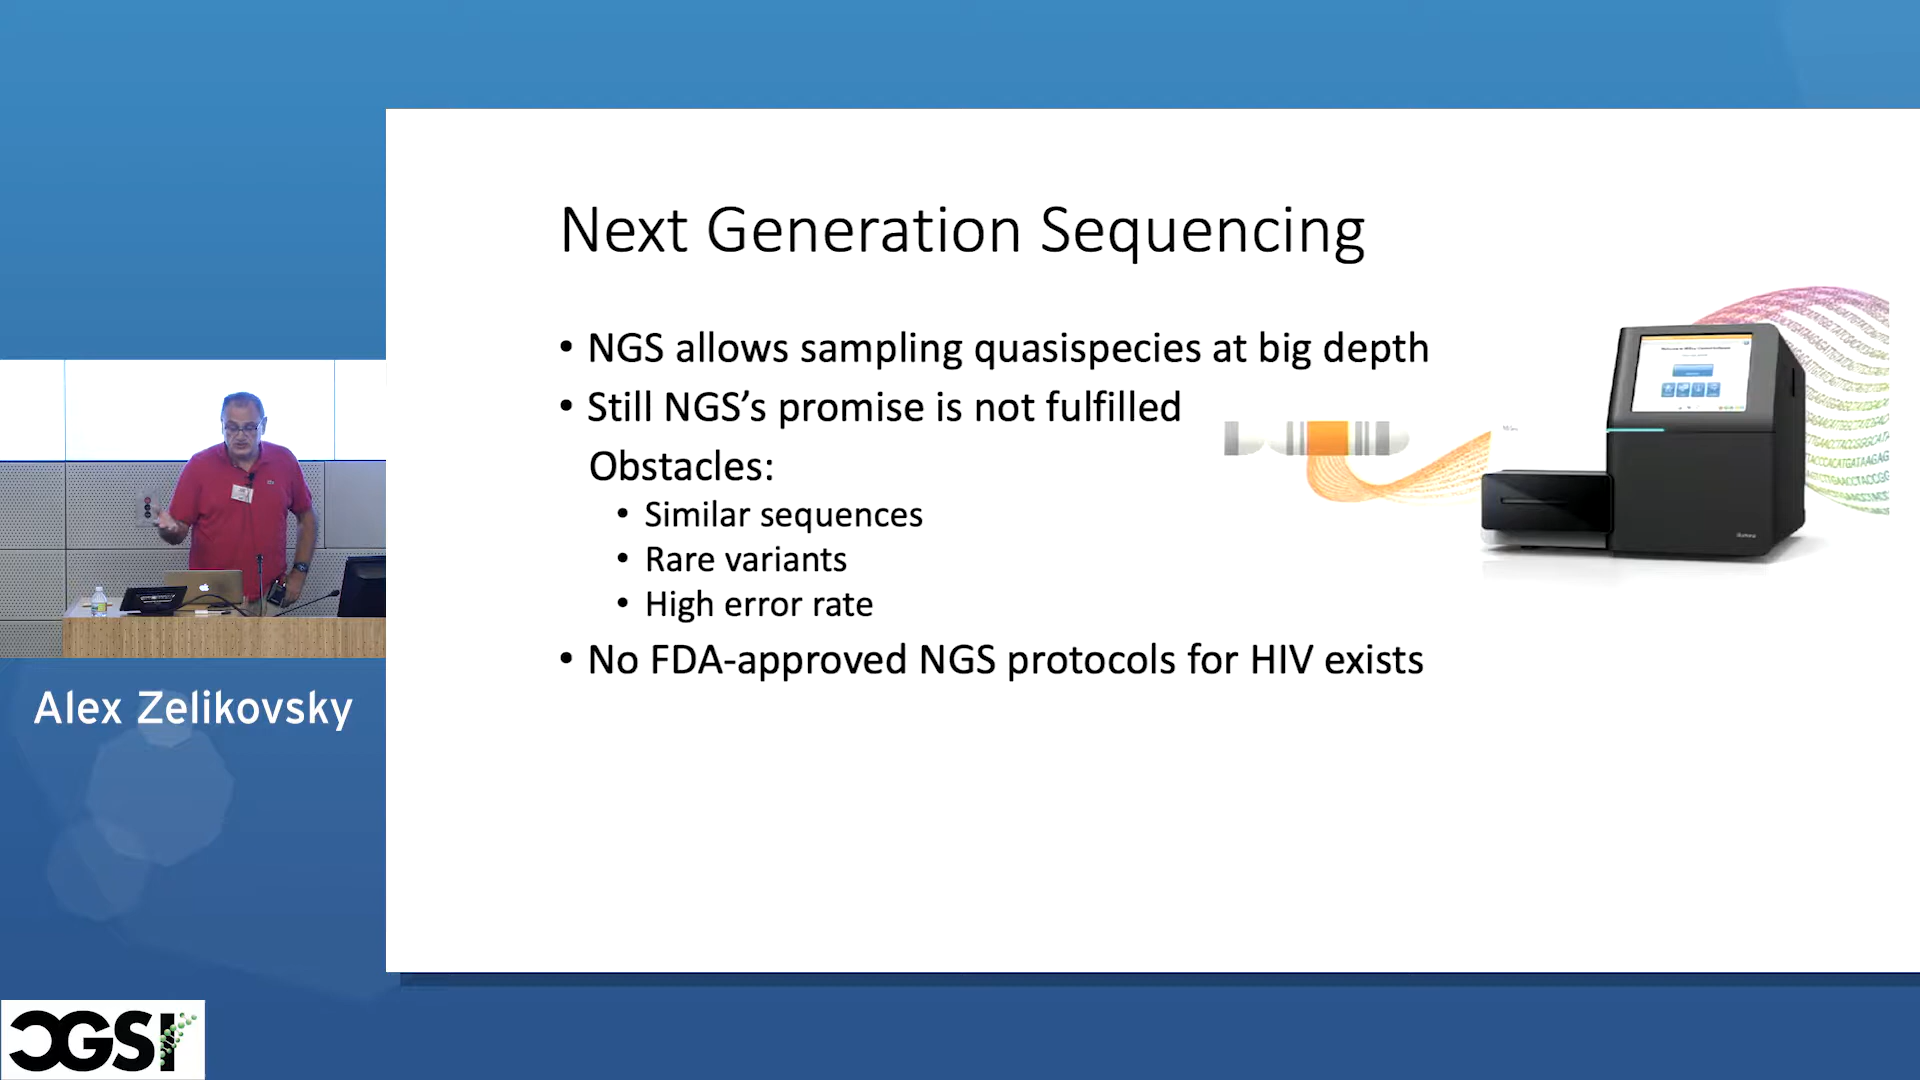 Next Generation Sequencing
• NGS allows sampling quasispecies at big depth
• Still NGS’s promise is not fulfilled
Obstacles:
• Similar sequences
• Rare variants
• High error rate
• No FDA-approved NGS protocols for HIV exists
Alex Zelikovsky
CGSI